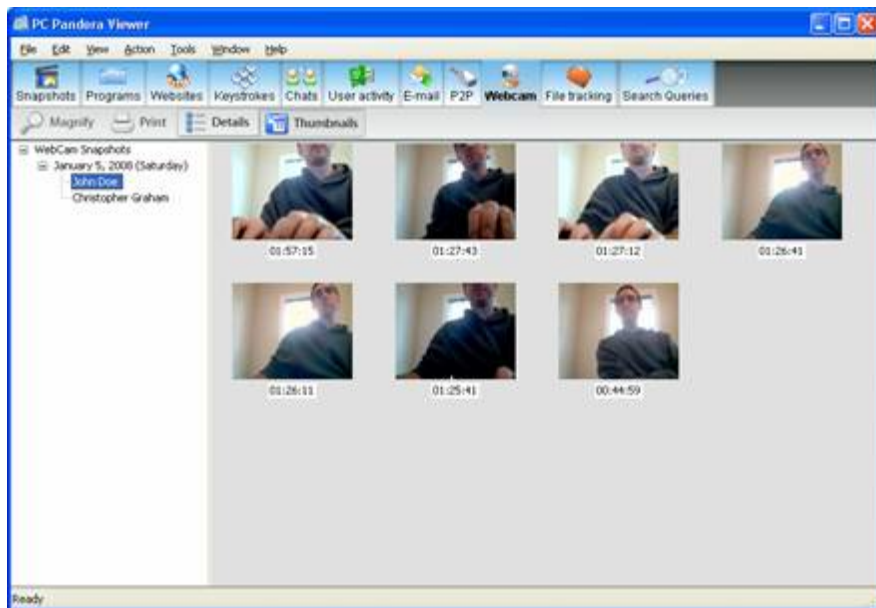 PC Pandora Viewer
File Edit View Action Tools Window Help
Snapshots Programs Websites Keystrokes Chats User activity E-mail P2P Webcam File tracking Search Queries
Magnify Print Details Thumbnails
WebCam Snapshots
January 5, 2008 (Saturday)
John Doe
Christopher Graham
01:57:15 01:27:43 01:27:12 01:26:41
01:26:11 01:25:41 00:44:59
Ready